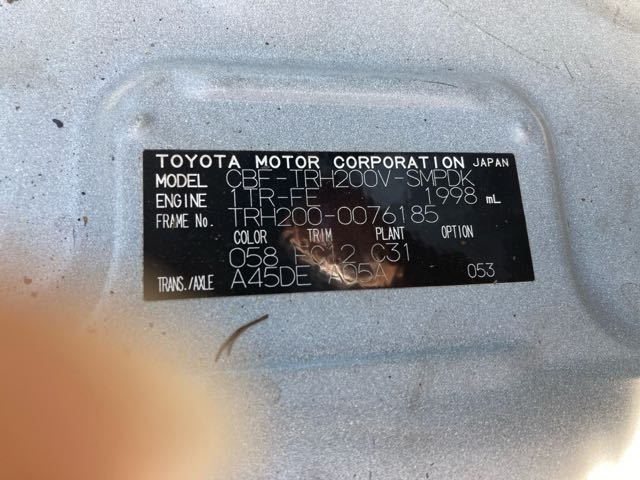 TOYOTA MOTOR CORPORATION JAPAN
MODEL CBF-TRH200V-SMPDK
ENGINE 1TR-FE 1998 mL
FRAME No. TRH200-0076185
COLOR TRIM PLANT OPTION
058 FC12 C31
TRANS./AXLE A45DE A05A 053